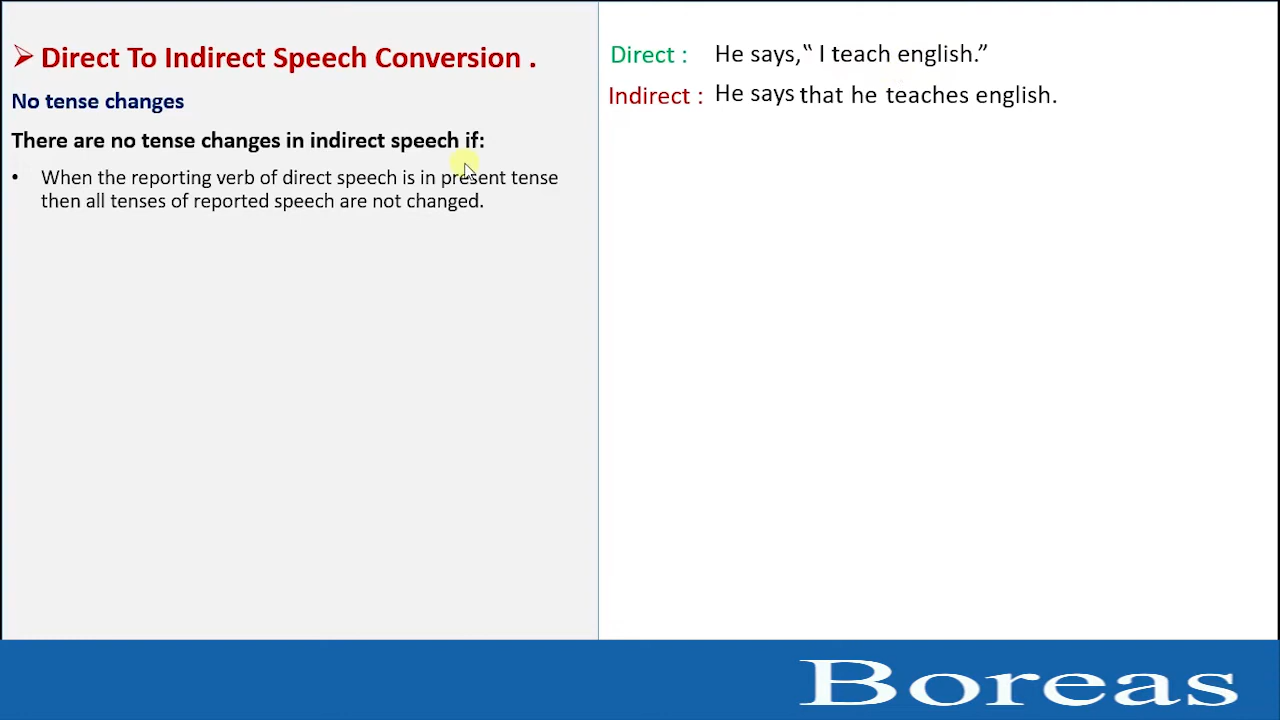 Direct To Indirect Speech Conversion .
No tense changes
There are no tense changes in indirect speech if:
• When the reporting verb of direct speech is in present tense
then all tenses of reported speech are not changed.
Direct : He says,“ I teach english.”
Indirect : He says that he teaches english.
Boreas